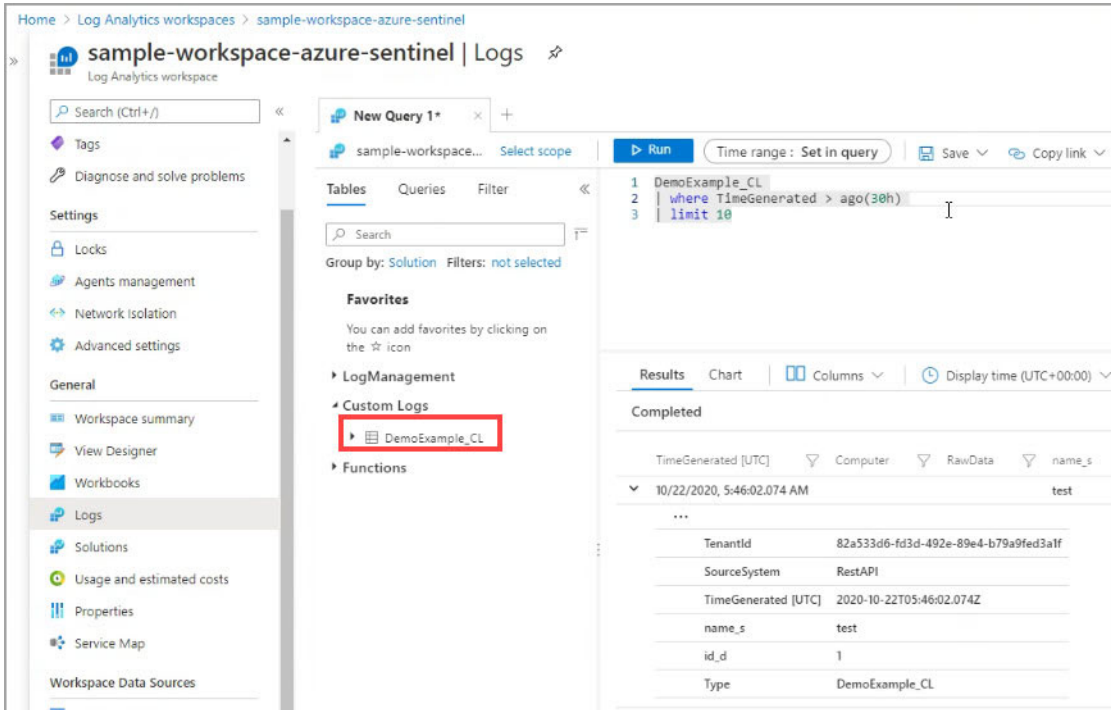 Home > Log Analytics workspaces > sample-workspace-azure-sentinel
sample-workspace-azure-sentinel | Logs
Log Analytics workspace
Search (Ctrl+/)
Tags
Diagnose and solve problems
Settings
Locks
Agents management
Network Isolation
Advanced settings
General
Workspace summary
View Designer
Workbooks
Logs
Solutions
Usage and estimated costs
Properties
Service Map
Workspace Data Sources
New Query 1*
sample-workspace... Select scope
Tables Queries Filter
Search
Group by: Solution Filters: not selected
Favorites
You can add favorites by clicking on
the ☆ icon
LogManagement
Custom Logs
DemoExample_CL
Functions
Run Time range : Set in query Save Copy link
1 DemoExample_CL
2 | where TimeGenerated > ago(30h)
3 | limit 10
Results Chart Columns Display time (UTC+00:00)
Completed
TimeGenerated [UTC] Computer RawData name_s
10/22/2020, 5:46:02.074 AM test
...
TenantId 82a533d6-fd3d-492e-89e4-b79a9fed3a1f
SourceSystem RestAPI
TimeGenerated [UTC] 2020-10-22T05:46:02.074Z
name_s test
id_d 1
Type DemoExample_CL